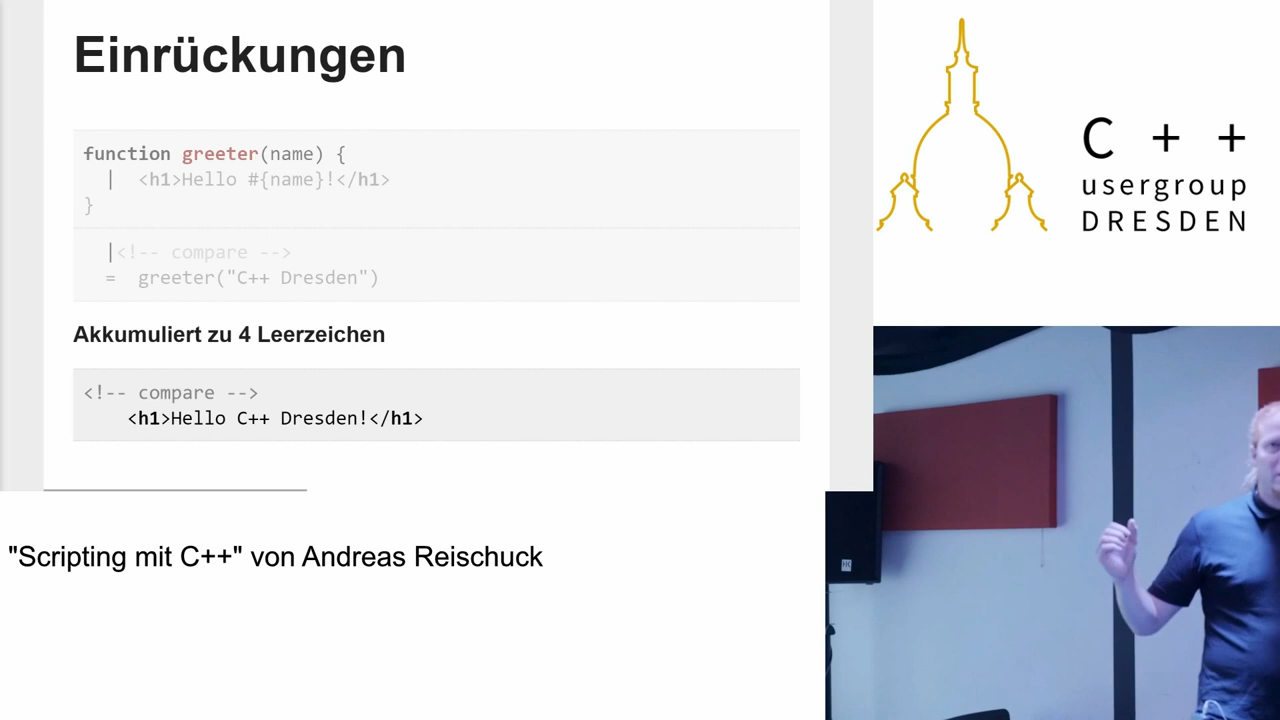 Einrückungen
function greeter(name) {
  |  <h1>Hello #{name}!</h1>
}
  |<!-- compare -->
  =  greeter("C++ Dresden")
Akkumuliert zu 4 Leerzeichen
<!-- compare -->
    <h1>Hello C++ Dresden!</h1>
C + +
usergroup
DRESDEN
"Scripting mit C++" von Andreas Reischuck